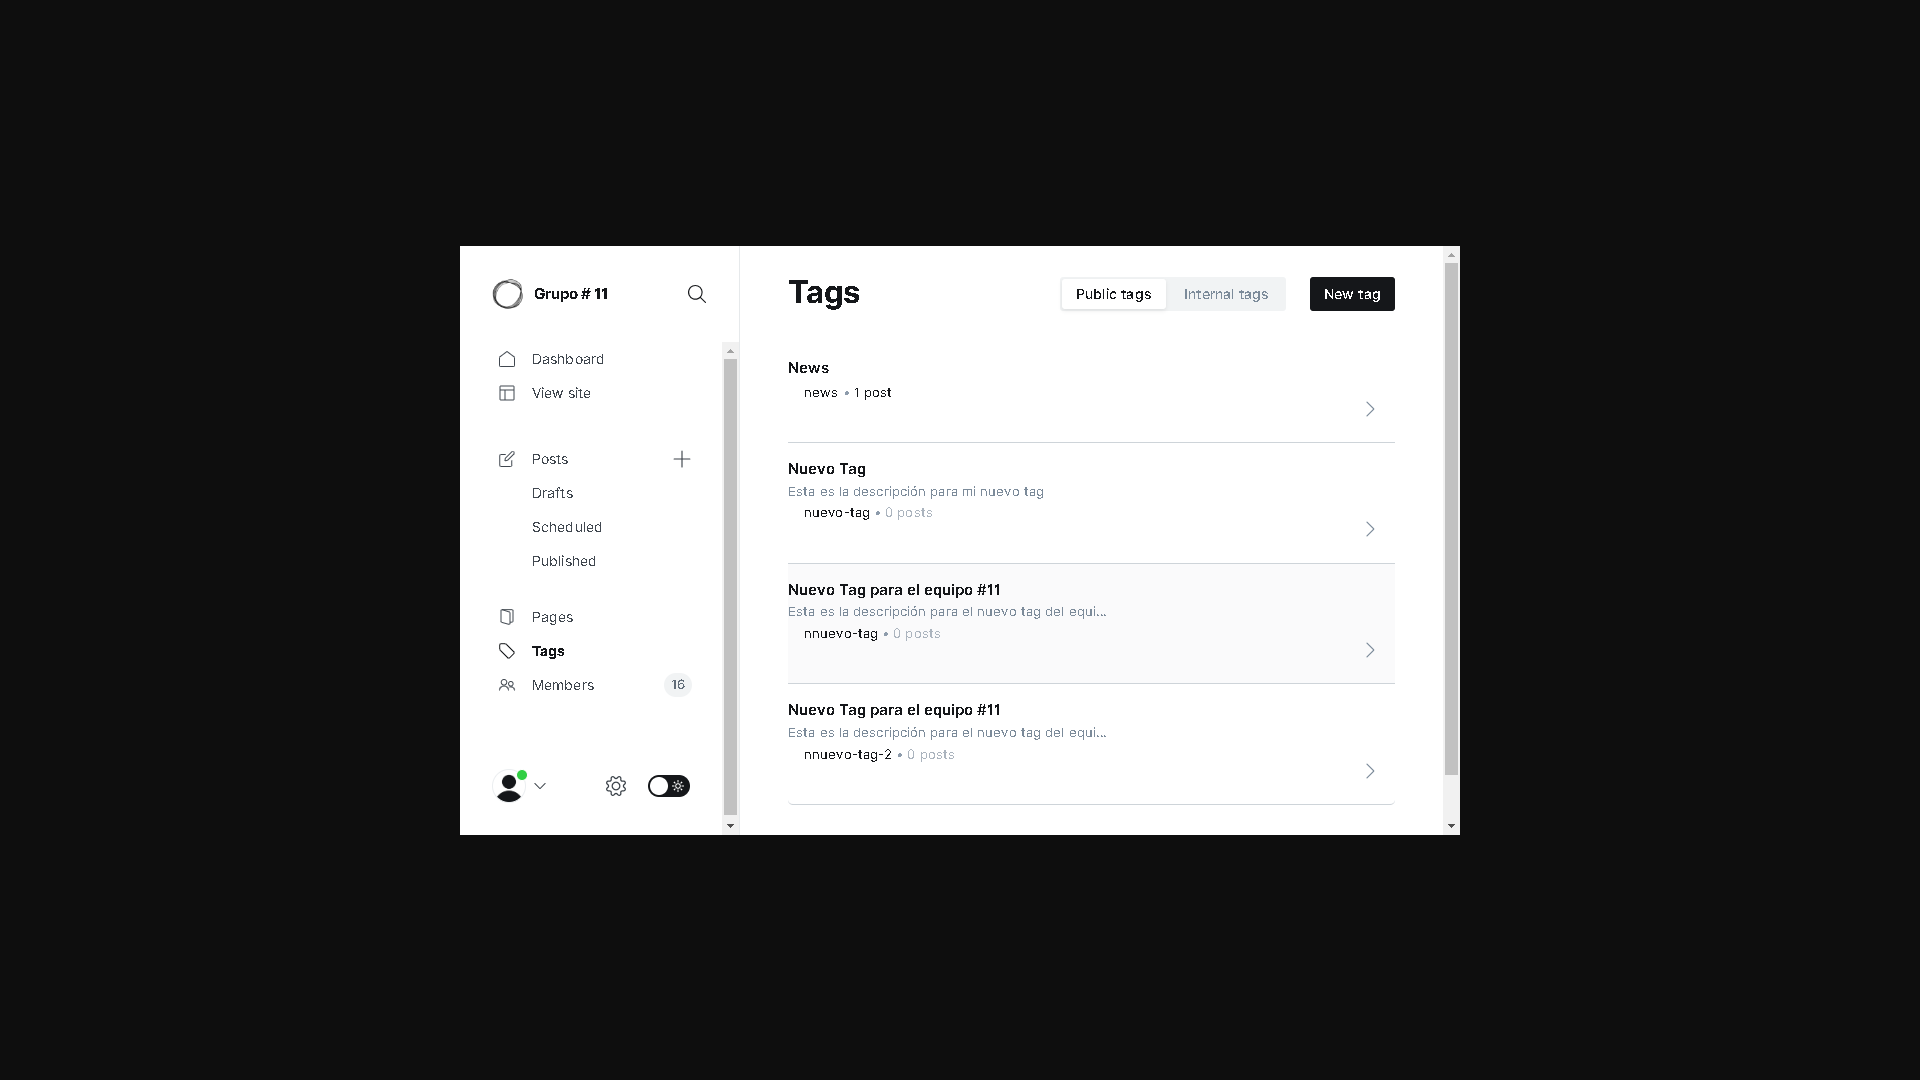 Grupo # 11
Dashboard
View site
Posts
Drafts
Scheduled
Published
Pages
Tags
Members
16
Tags
Public tags
Internal tags
New tag
News
news • 1 post
Nuevo Tag
Esta es la descripción para mi nuevo tag
nuevo-tag • 0 posts
Nuevo Tag para el equipo #11
Esta es la descripción para el nuevo tag del equi...
nnuevo-tag • 0 posts
Nuevo Tag para el equipo #11
Esta es la descripción para el nuevo tag del equi...
nnuevo-tag-2 • 0 posts